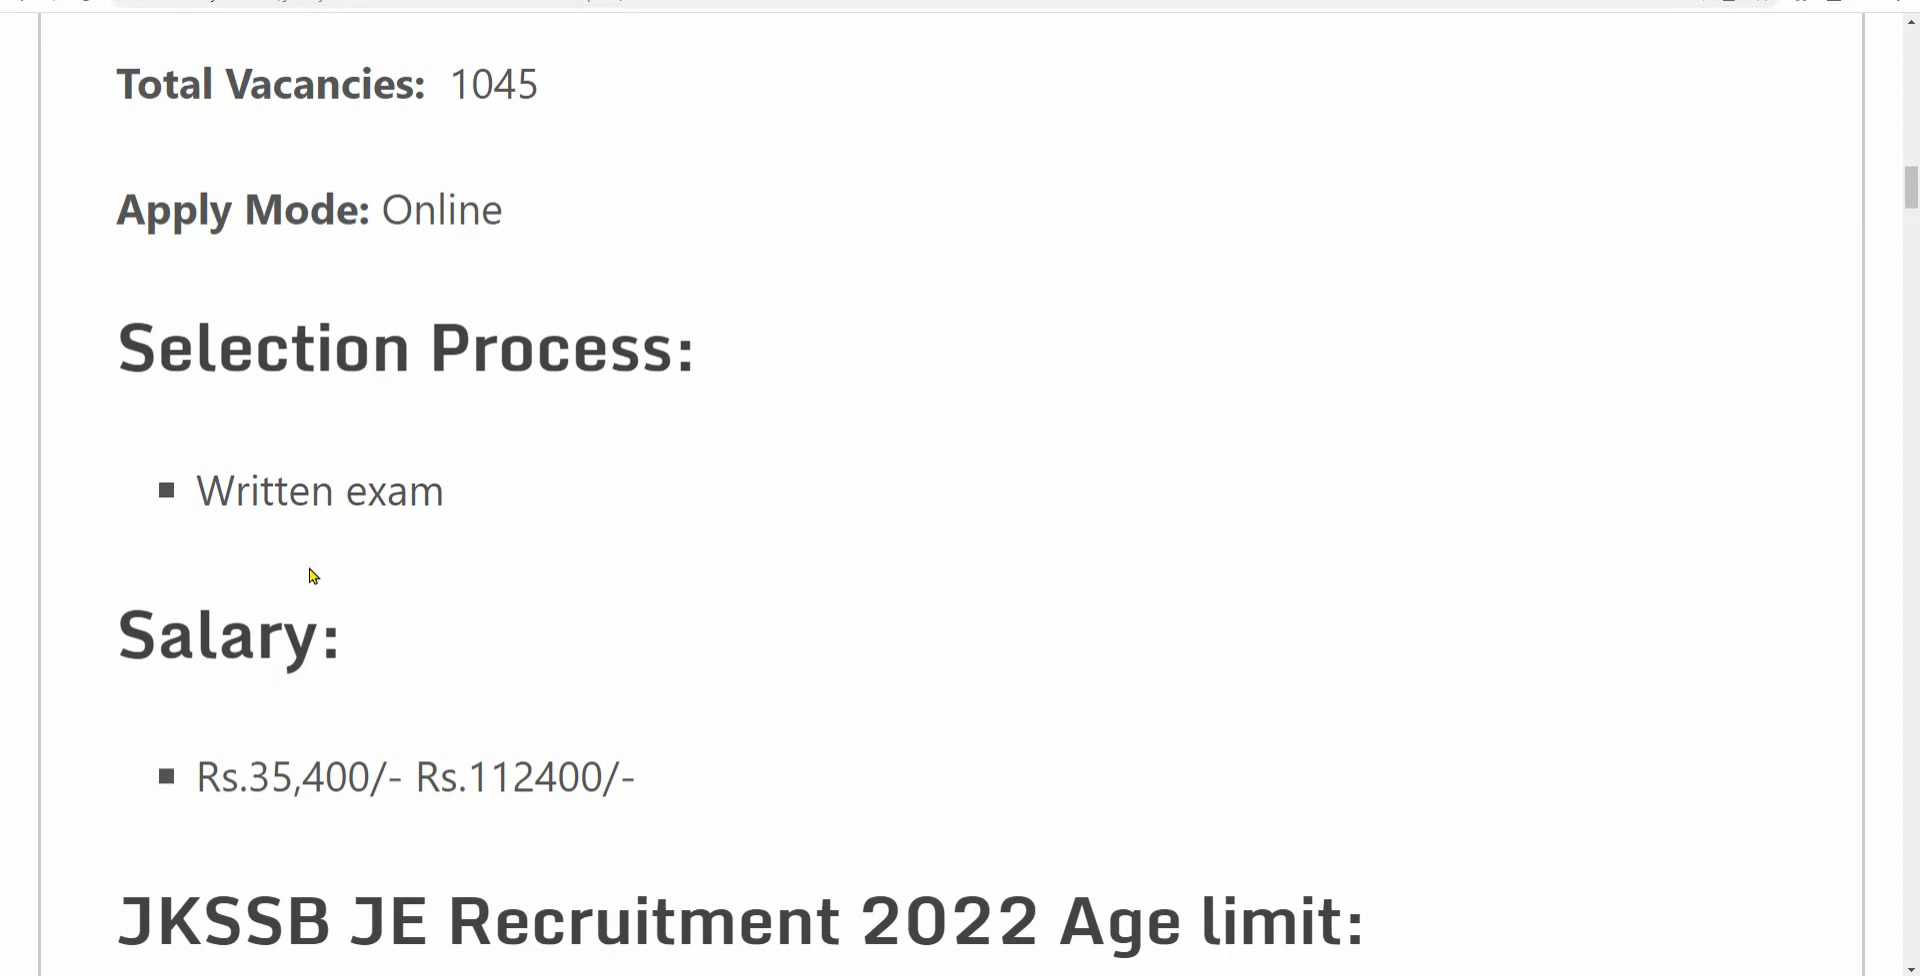 Total Vacancies: 1045
Apply Mode: Online
Selection Process:
Written exam
Salary:
Rs.35,400/- Rs.112400/-
JKSSB JE Recruitment 2022 Age limit: